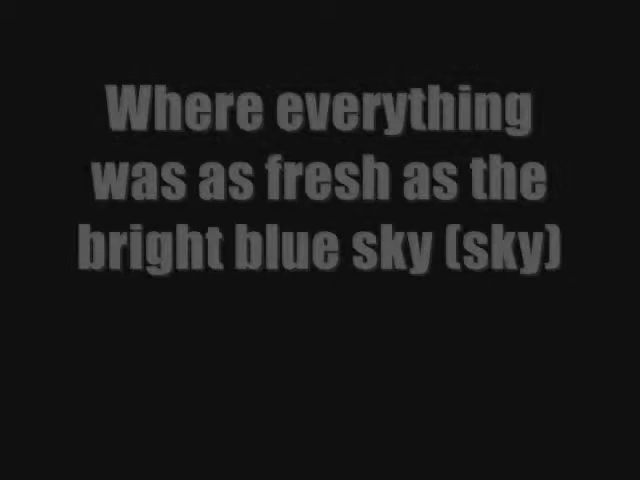 Where everything
was as fresh as the
bright blue sky (sky)